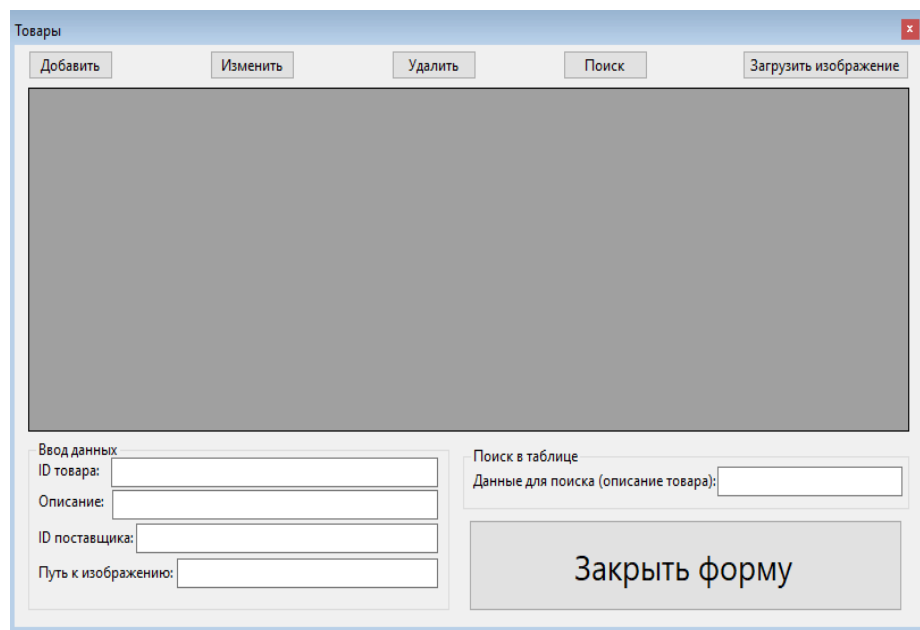 Товары
x
Добавить Изменить Удалить Поиск Загрузить изображение
Ввод данных
ID товара:
Описание:
ID поставщика:
Путь к изображению:
Поиск в таблице
Данные для поиска (описание товара):
Закрыть форму